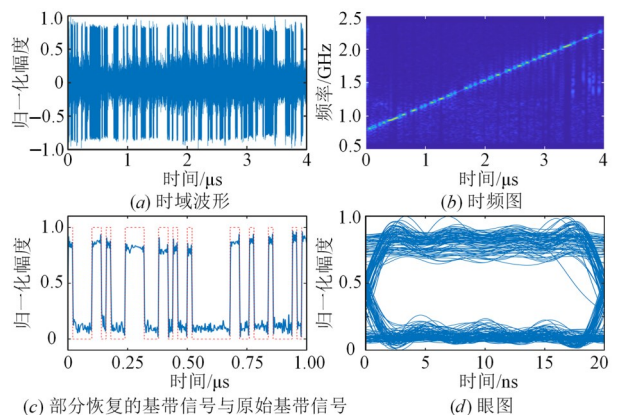 1.0
0.5
0
−0.5
−1.0
归一化幅度
0 1 2 3 4
时间/μs
(a) 时域波形
2.5
2.0
1.5
1.0
0.5
频率/GHz
0 1 2 3 4
时间/μs
(b) 时频图
1.0
0.5
0
归一化幅度
0 0.25 0.50 0.75 1.00
时间/μs
(c) 部分恢复的基带信号与原始基带信号
1.0
0.5
0
归一化幅度
0 5 10 15 20
时间/ns
(d) 眼图